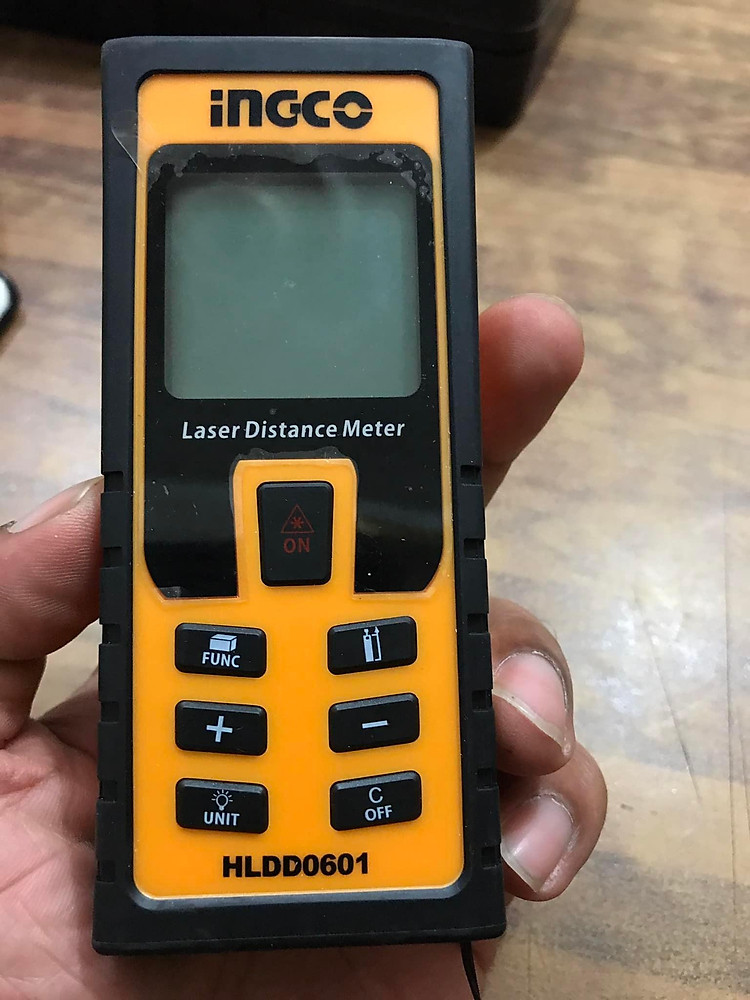 iNGCO
Laser Distance Meter
ON
FUNC
+ −
UNIT
C
OFF
HLDD0601